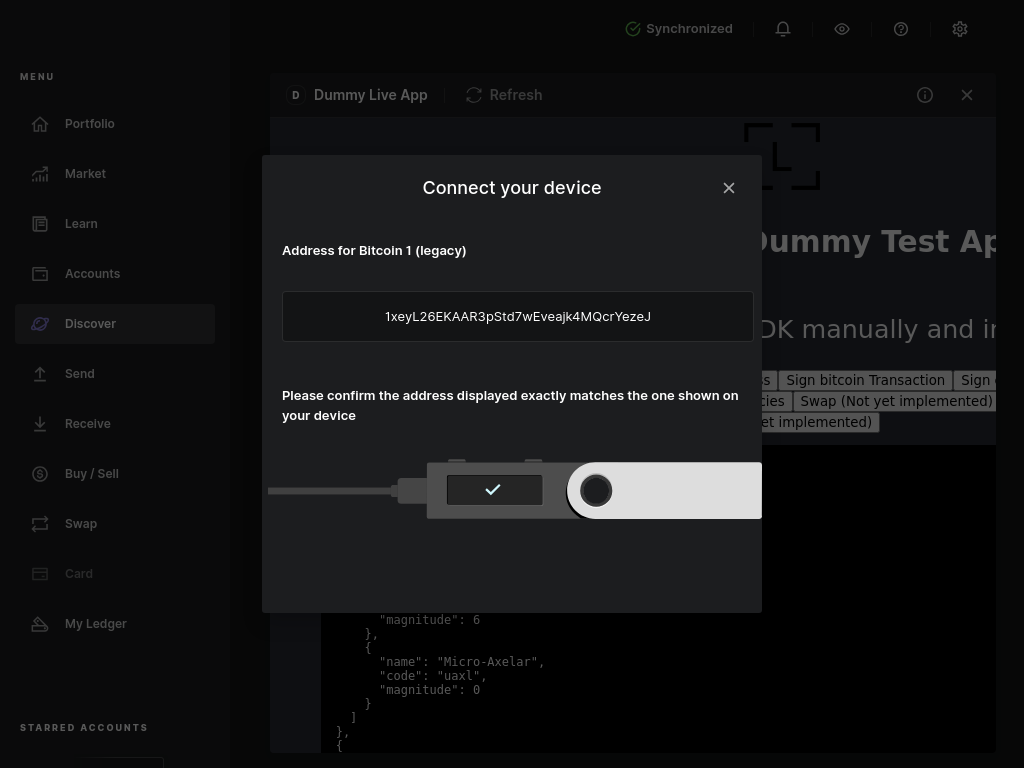 Synchronized
MENU
D Dummy Live App Refresh
Portfolio
Market
Learn
Accounts
Discover
Send
Receive
Buy / Sell
Swap
Card
My Ledger
STARRED ACCOUNTS
L
Dummy Test Ap
DK manually and in
ss Sign bitcoin Transaction Sign
cies Swap (Not yet implemented)
et implemented)
Connect your device
Address for Bitcoin 1 (legacy)
1xeyL26EKAAR3pStd7wEveajk4MQcrYezeJ
Please confirm the address displayed exactly matches the one shown on
your device
"magnitude": 6
},
{
"name": "Micro-Axelar",
"code": "uaxl",
"magnitude": 0
}
]
},
{